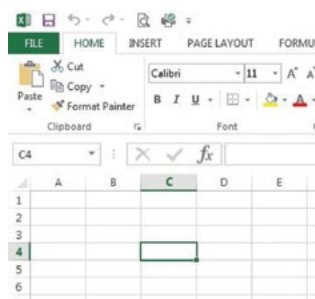 FILE HOME INSERT PAGE LAYOUT FORMU
Cut
Copy
Format Painter
Paste
Calibri 11 A A
B I U A
Clipboard Font
C4 fx
A B C D E
1
2
3
4
5
6